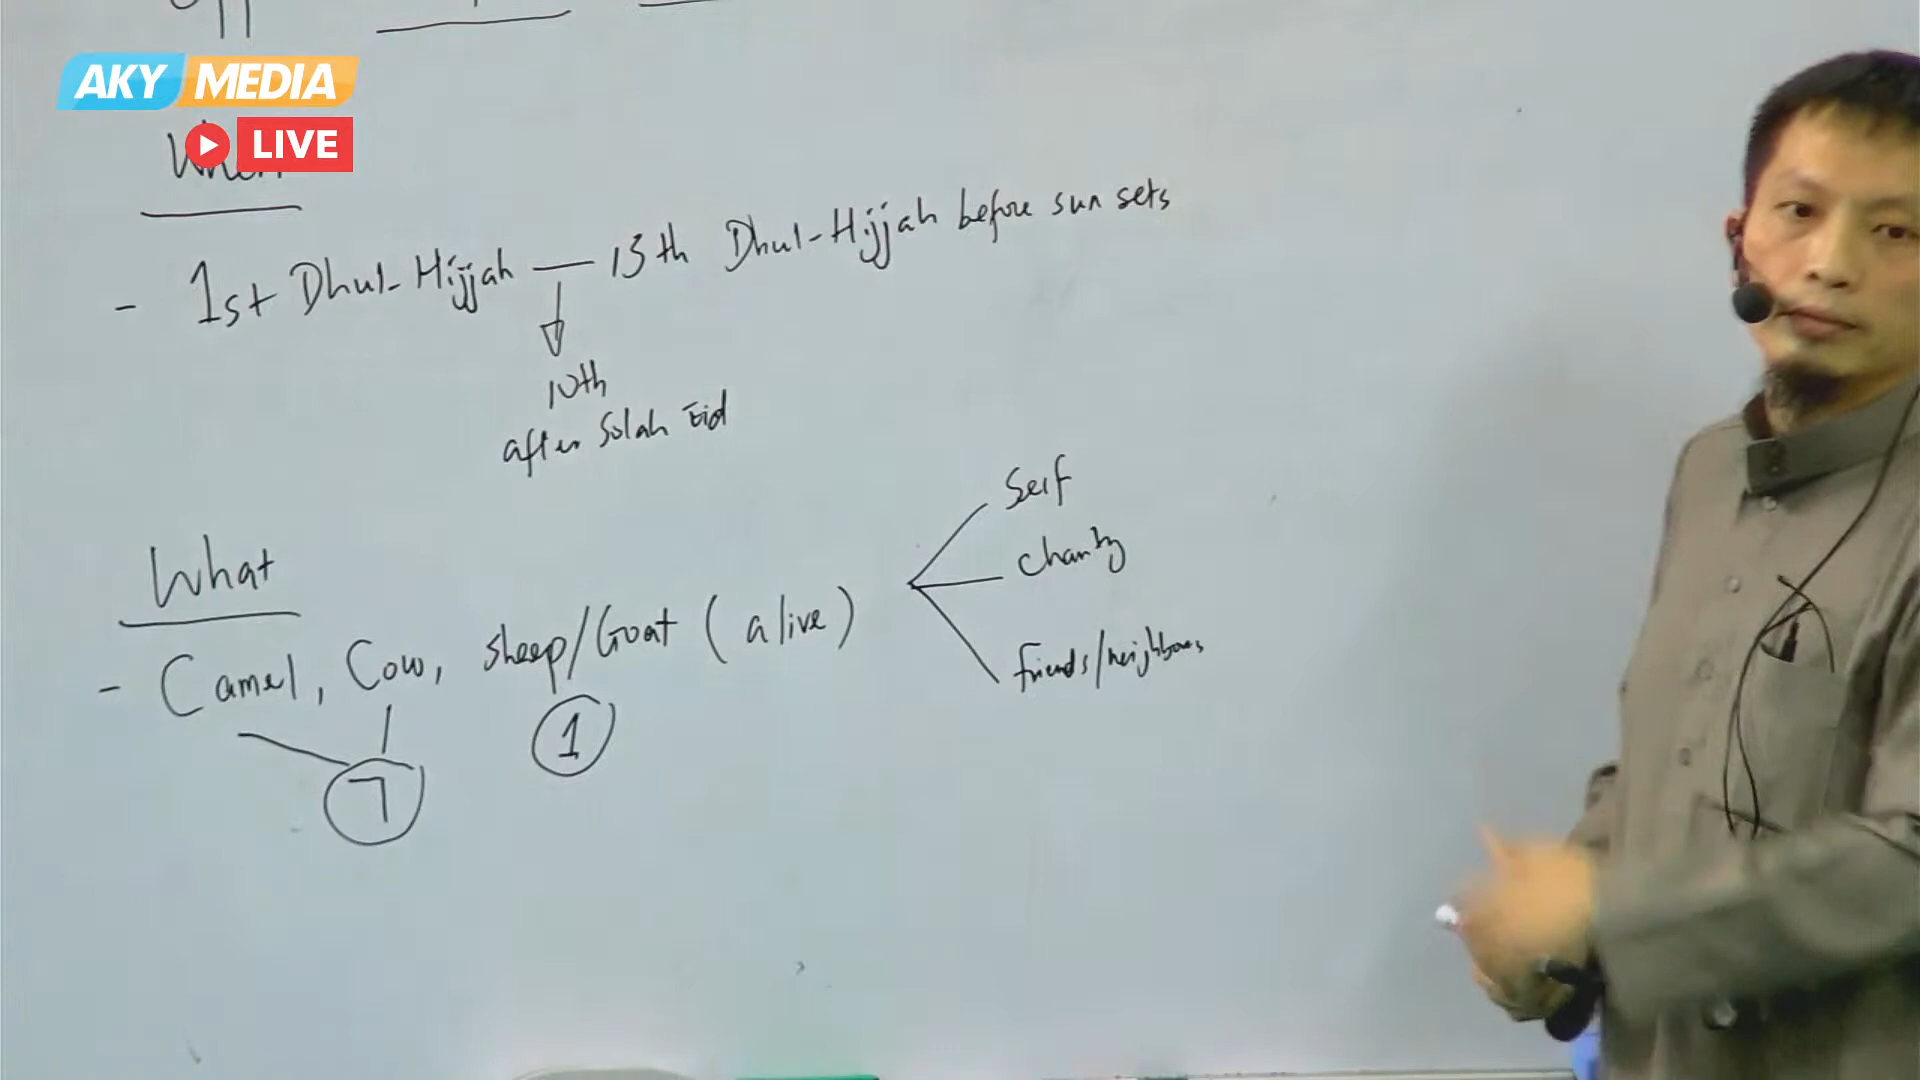 AKY MEDIA
LIVE
When
- 1st Dhul-Hijjah — 13th Dhul-Hijjah before sun sets
10th
after Solah Eid
What
- Camel, Cow, sheep/Goat (alive)
7
1
Self
Charity
friends/neighbours